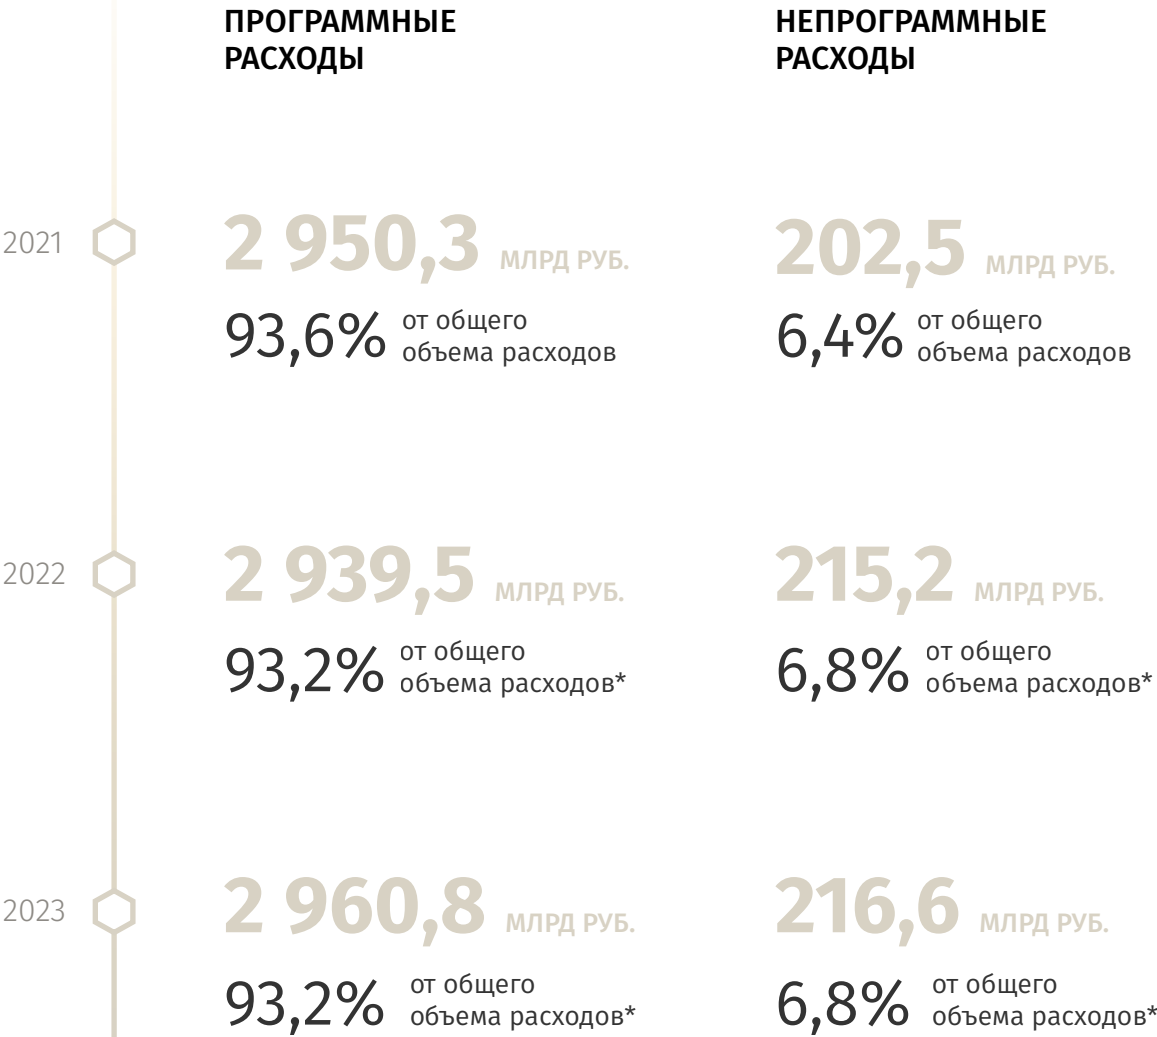 ПРОГРАММНЫЕ
РАСХОДЫ
НЕПРОГРАММНЫЕ
РАСХОДЫ
2021
2 950,3 МЛРД РУБ.
93,6% от общего
объема расходов
202,5 МЛРД РУБ.
6,4% от общего
объема расходов
2022
2 939,5 МЛРД РУБ.
93,2% от общего
объема расходов*
215,2 МЛРД РУБ.
6,8% от общего
объема расходов*
2023
2 960,8 МЛРД РУБ.
93,2% от общего
объема расходов*
216,6 МЛРД РУБ.
6,8% от общего
объема расходов*